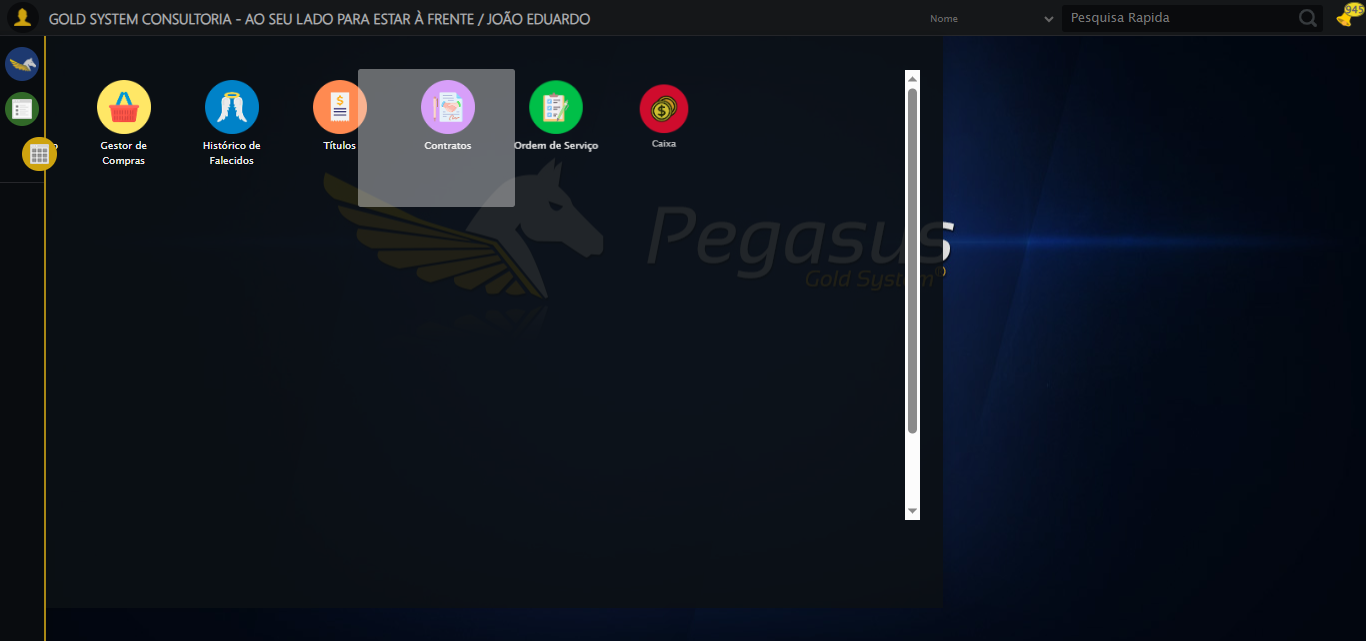 GOLD SYSTEM CONSULTORIA - AO SEU LADO PARA ESTAR À FRENTE / JOÃO EDUARDO
Nome
Pesquisa Rapida
945
o
Gestor de
Compras
Histórico de
Falecidos
Títulos
Contratos
Ordem de Serviço
Caixa
Pegasus
Gold System®